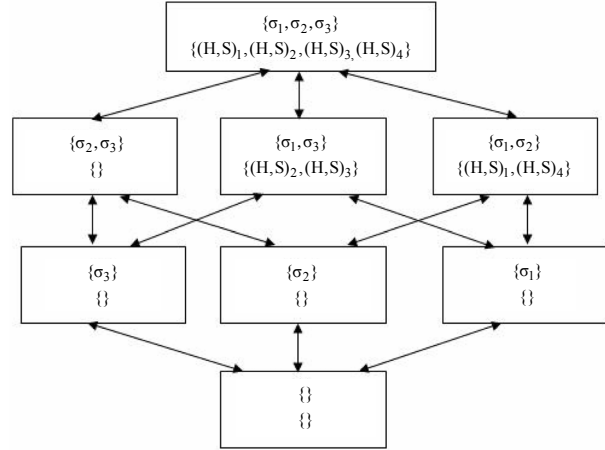 {σ₁,σ₂,σ₃}
{(H,S)₁,(H,S)₂,(H,S)₃,(H,S)₄}
{σ₂,σ₃}
{}
{σ₁,σ₃}
{(H,S)₂,(H,S)₃}
{σ₁,σ₂}
{(H,S)₁,(H,S)₄}
{σ₃}
{}
{σ₂}
{}
{σ₁}
{}
{}
{}